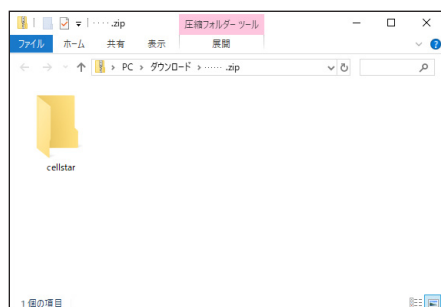 ·····.zip 圧縮フォルダー ツール
ファイル ホーム 共有 表示 展開
PC › ダウンロード › ······ .zip
cellstar
1 個の項目